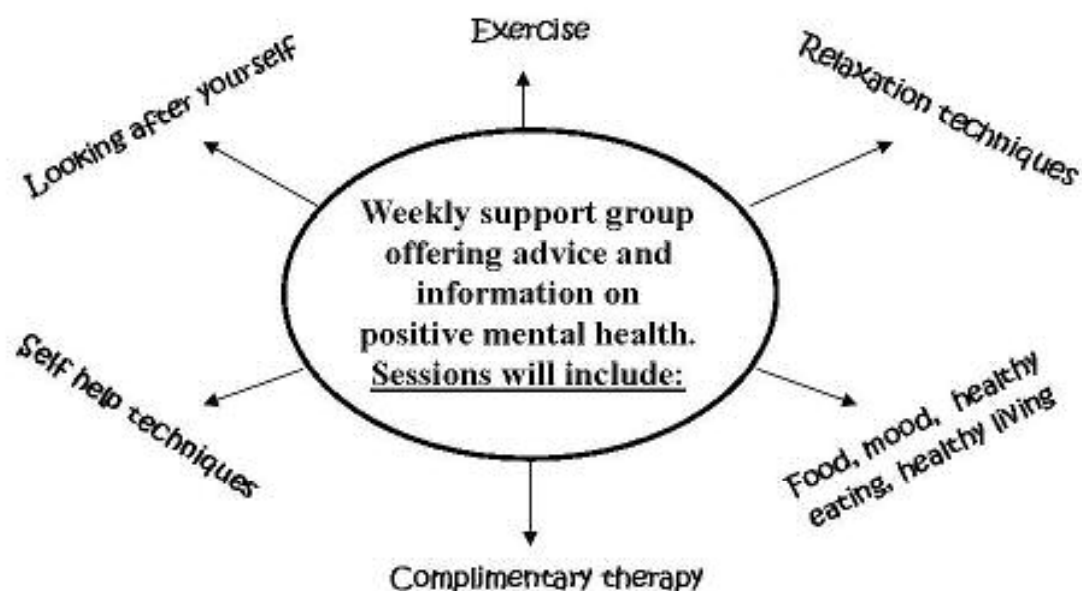 Exercise
Looking after yourself
Relaxation techniques
Weekly support group
offering advice and
information on
positive mental health.
Sessions will include:
Self help techniques
Food, mood, healthy
eating, healthy living
Complimentary therapy